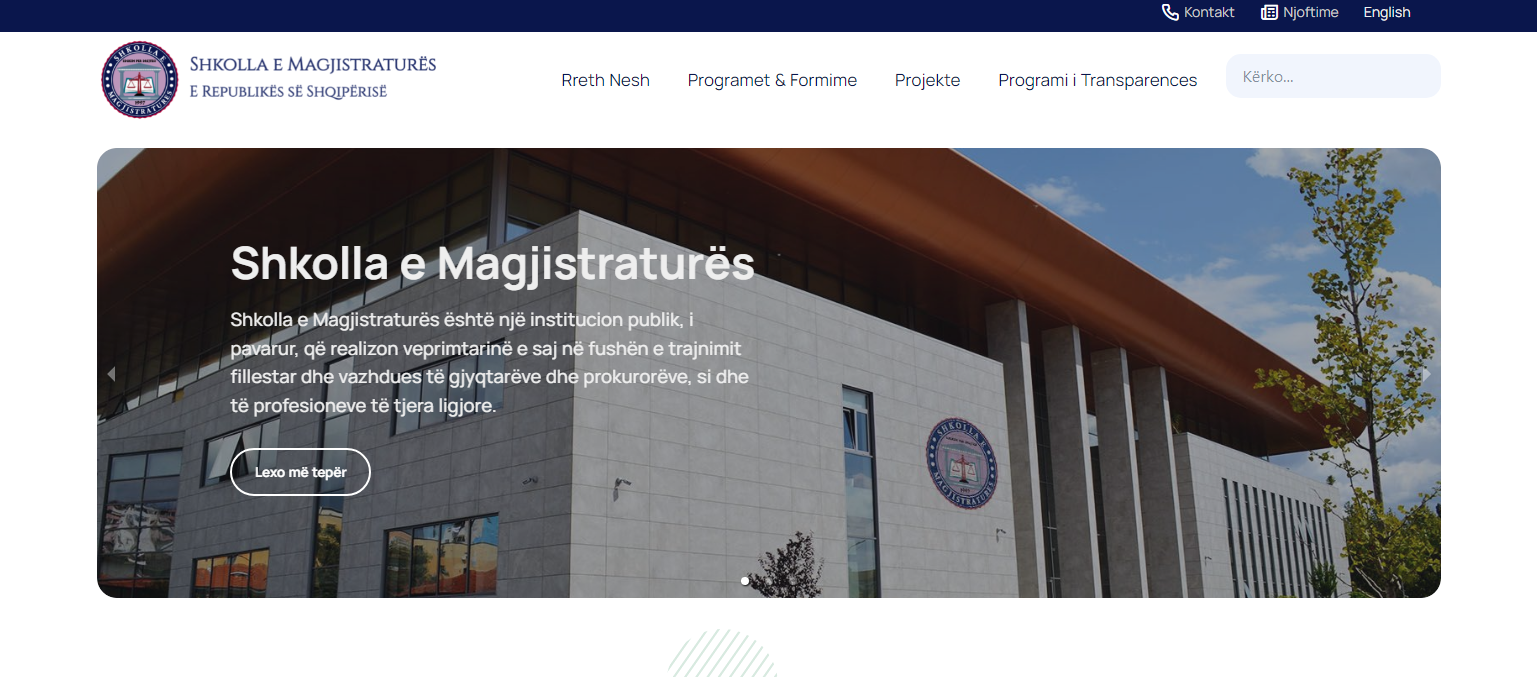 Kontakt Njoftime English
SHKOLLA E MAGJISTRATURËS
E REPUBLIKËS SË SHQIPËRISË
Rreth Nesh Programet & Formime Projekte Programi i Transparences Kërko...
Shkolla e Magjistraturës
Shkolla e Magjistraturës është një institucion publik, i
pavarur, që realizon veprimtarinë e saj në fushën e trajnimit
fillestar dhe vazhdues të gjyqtarëve dhe prokurorëve, si dhe
të profesioneve të tjera ligjore.
Lexo më tepër
SHKOLLA E
MAGJISTRATURËS